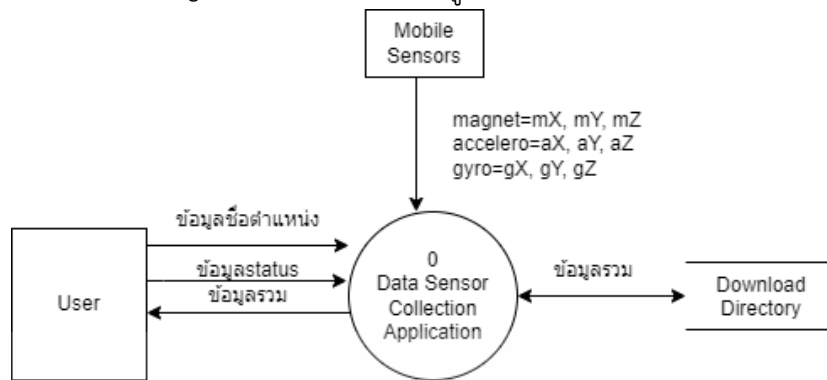 Mobile
Sensors
magnet=mX, mY, mZ
accelero=aX, aY, aZ
gyro=gX, gY, gZ
ข้อมูลชื่อตำแหน่ง
ข้อมูลstatus
ข้อมูลรวม
User
0
Data Sensor
Collection
Application
ข้อมูลรวม
Download
Directory